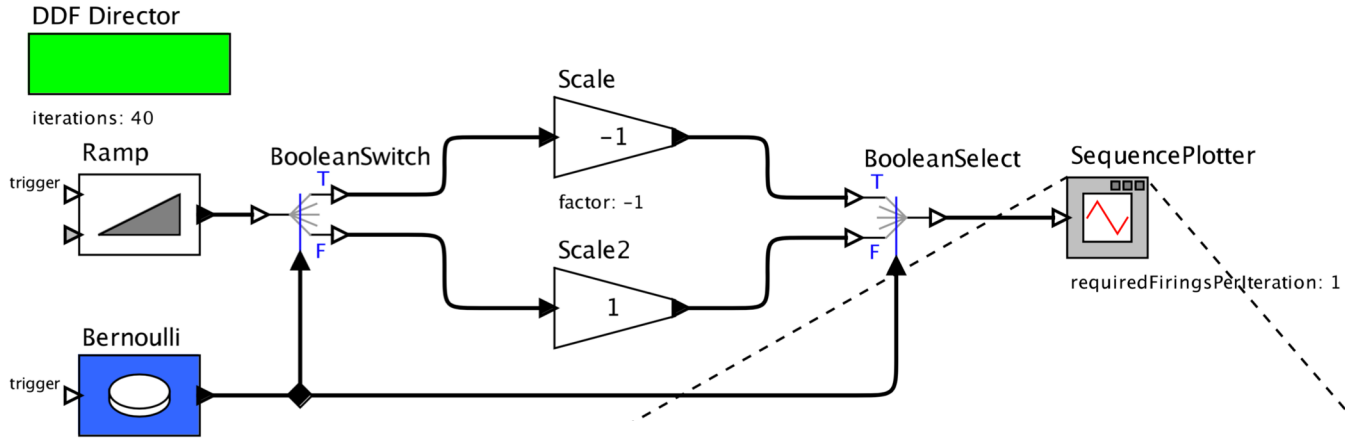 DDF Director
iterations: 40
Ramp
trigger
BooleanSwitch
T
F
Scale
-1
factor: -1
Scale2
1
BooleanSelect
T
F
SequencePlotter
requiredFiringsPerIteration: 1
Bernoulli
trigger